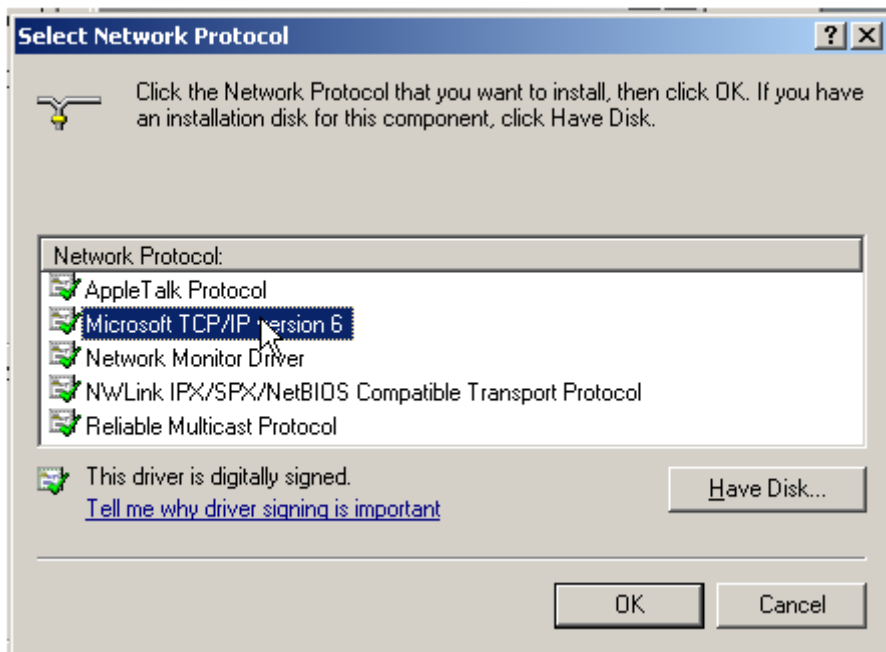 Select Network Protocol
Click the Network Protocol that you want to install, then click OK. If you have
an installation disk for this component, click Have Disk.
Network Protocol:
AppleTalk Protocol
Microsoft TCP/IP version 6
Network Monitor Driver
NWLink IPX/SPX/NetBIOS Compatible Transport Protocol
Reliable Multicast Protocol
This driver is digitally signed.
Have Disk...
Tell me why driver signing is important
OK
Cancel